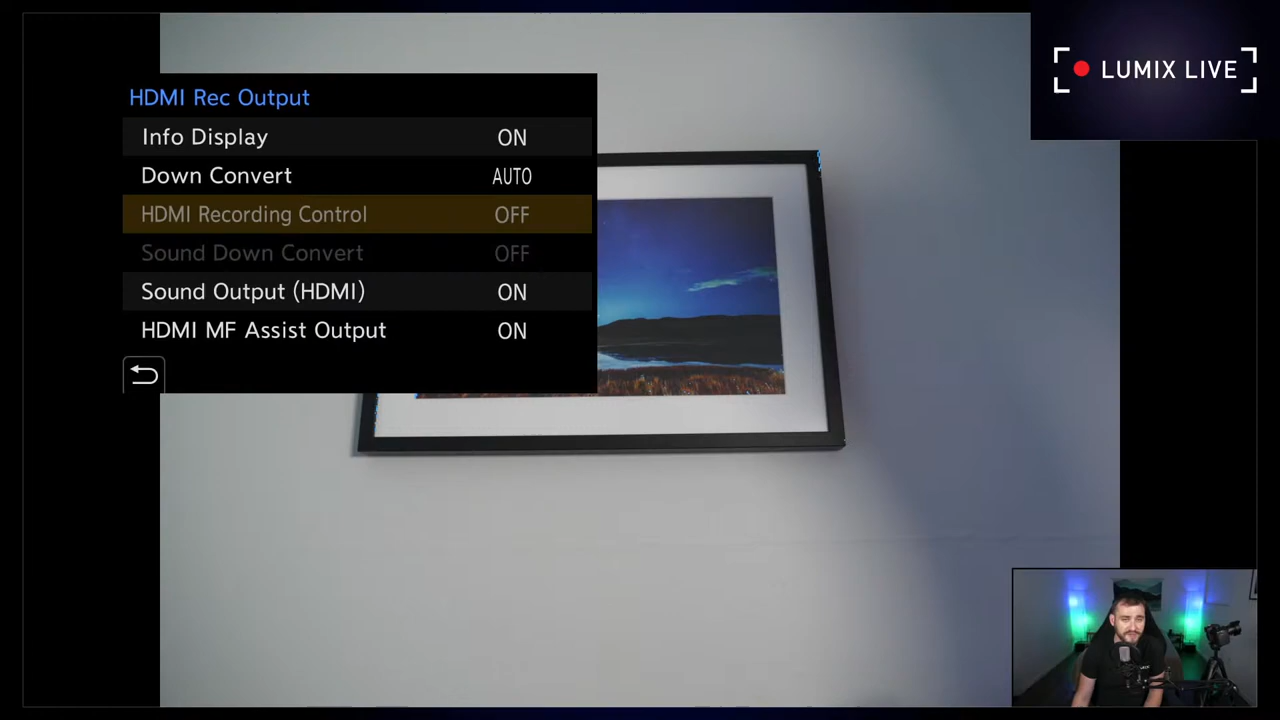 LUMIX LIVE
HDMI Rec Output
Info Display ON
Down Convert AUTO
HDMI Recording Control OFF
Sound Down Convert OFF
Sound Output (HDMI) ON
HDMI MF Assist Output ON